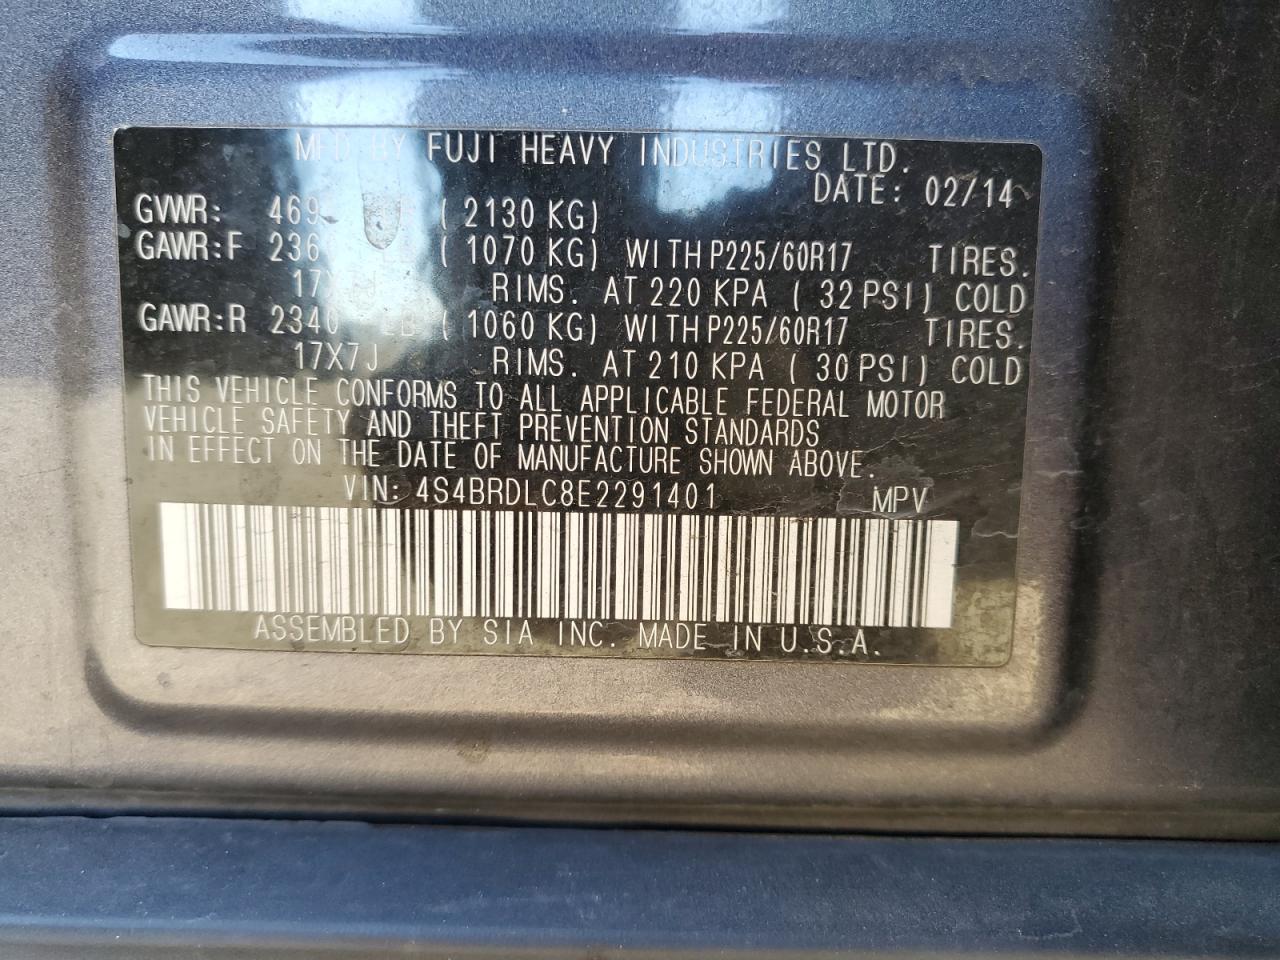 MFD BY FUJI HEAVY INDUSTRIES LTD.
DATE: 02/14
GVWR: ( 2130 KG)
GAWR:F LB ( 1070 KG) WITH P225/60R17 TIRES.
RIMS. AT 220 KPA ( 32 PSI) COLD
GAWR:R 2340 LB ( 1060 KG) WITH P225/60R17 TIRES.
17X7J RIMS. AT 210 KPA ( 30 PSI) COLD
THIS VEHICLE CONFORMS TO ALL APPLICABLE FEDERAL MOTOR
VEHICLE SAFETY AND THEFT PREVENTION STANDARDS
IN EFFECT ON THE DATE OF MANUFACTURE SHOWN ABOVE.
VIN: 4S4BRDLC8E2291401 MPV
ASSEMBLED BY SIA INC. MADE IN U.S.A.